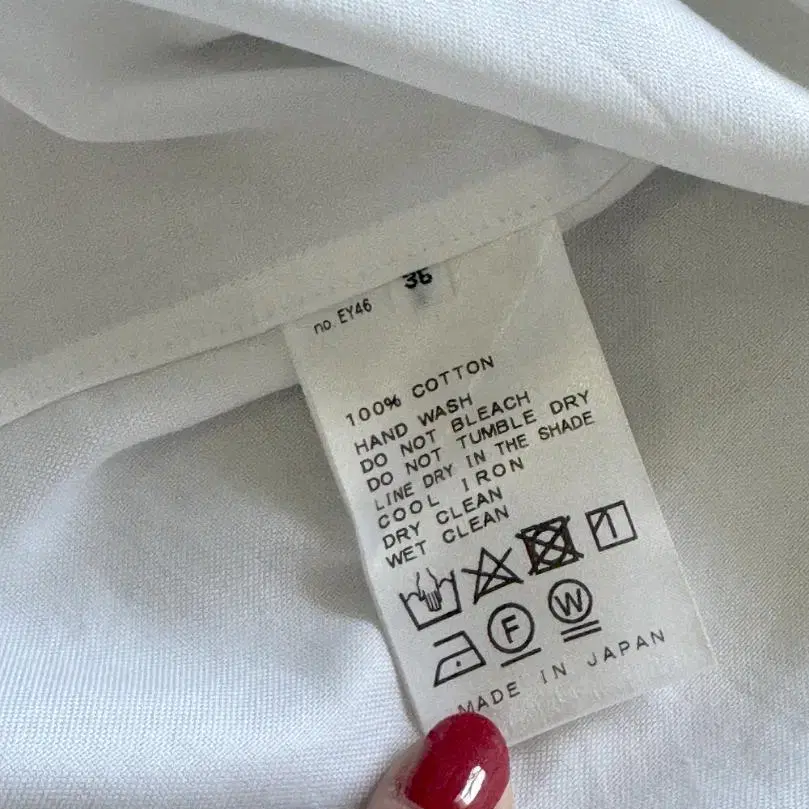 36
no. EY46
100% COTTON
HAND WASH
DO NOT BLEACH
DO NOT TUMBLE DRY
LINE DRY IN THE SHADE
COOL IRON
DRY CLEAN
WET CLEAN
F
W
MADE IN JAPAN